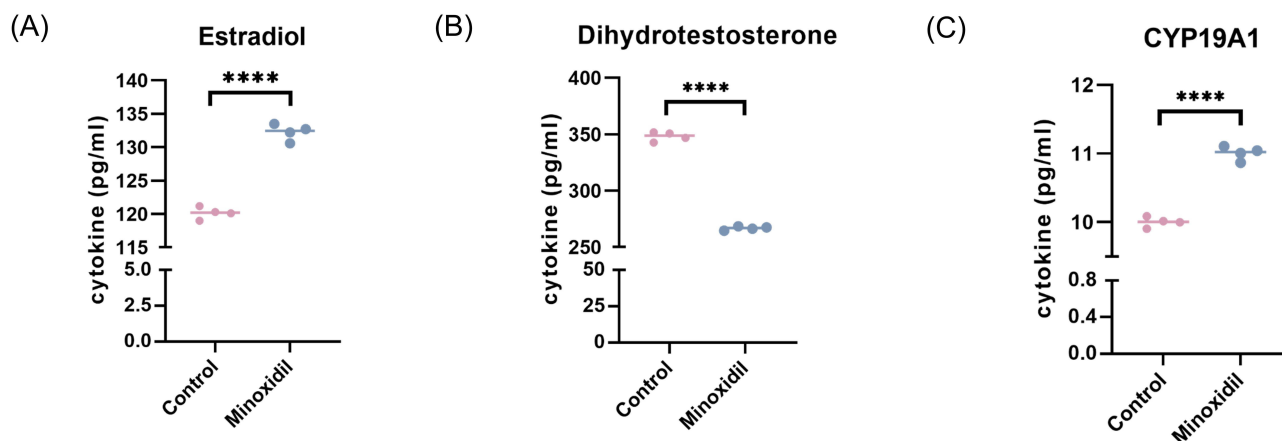 (A)
Estradiol
****
cytokine (pg/ml)
140
135
130
125
120
115
5.0
2.5
0.0
Control
Minoxidil
(B)
Dihydrotestosterone
****
cytokine (pg/ml)
400
350
300
250
50
25
0
Control
Minoxidil
(C)
CYP19A1
****
cytokine (pg/ml)
12
11
10
0.8
0.4
0.0
Control
Minoxidil